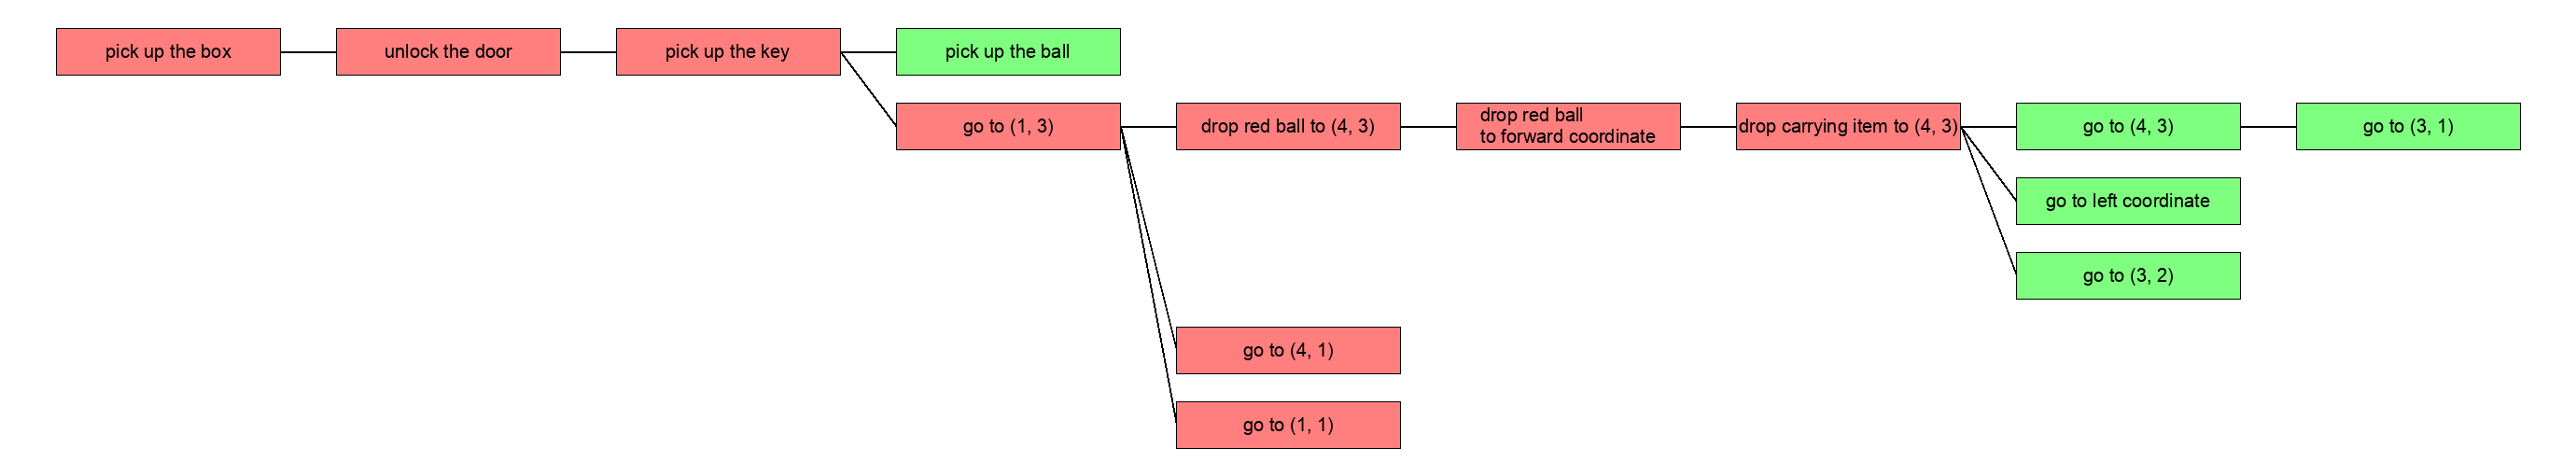 pick up the box
unlock the door
pick up the key
pick up the ball
go to (1, 3)
drop red ball to (4, 3)
drop red ball
to forward coordinate
drop carrying item to (4, 3)
go to (4, 3)
go to (3, 1)
go to left coordinate
go to (3, 2)
go to (4, 1)
go to (1, 1)